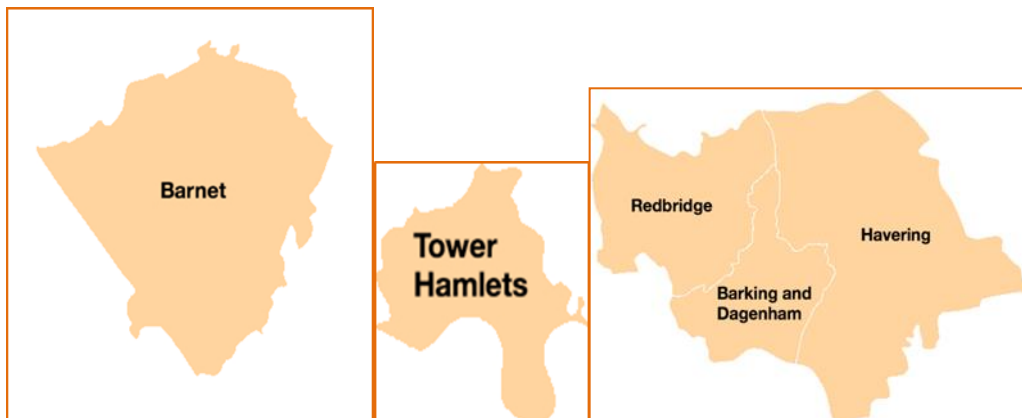 Barnet
Tower
Hamlets
Redbridge
Havering
Barking and
Dagenham